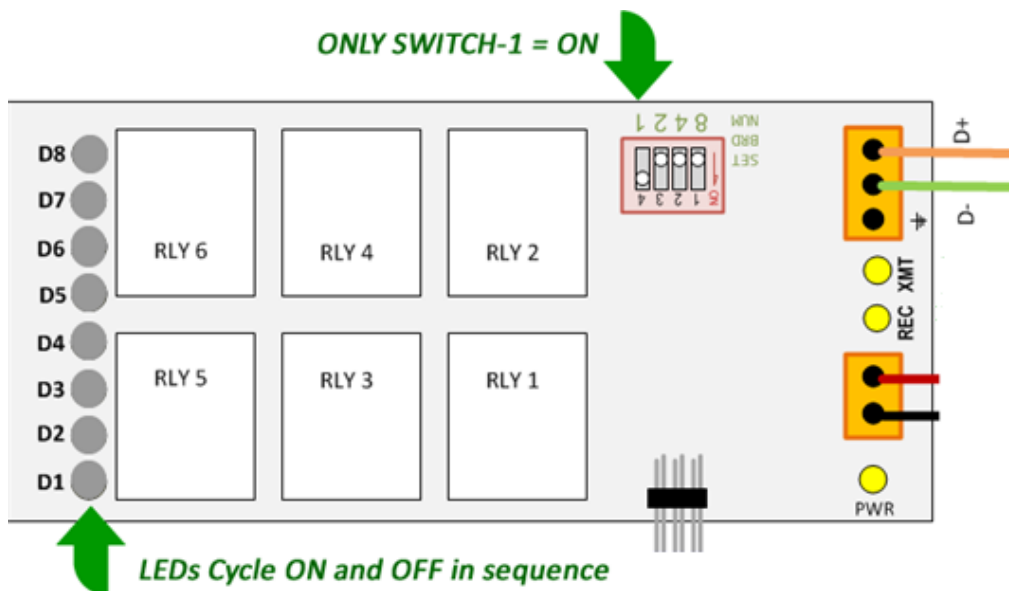 ONLY SWITCH-1 = ON
1 2 4 8
SET
BRD
NUM
4 3 2 1 ON
D+
D-
D8
D7
D6
D5
D4
D3
D2
D1
RLY 6
RLY 4
RLY 2
RLY 5
RLY 3
RLY 1
XMT
REC
PWR
LEDs Cycle ON and OFF in sequence